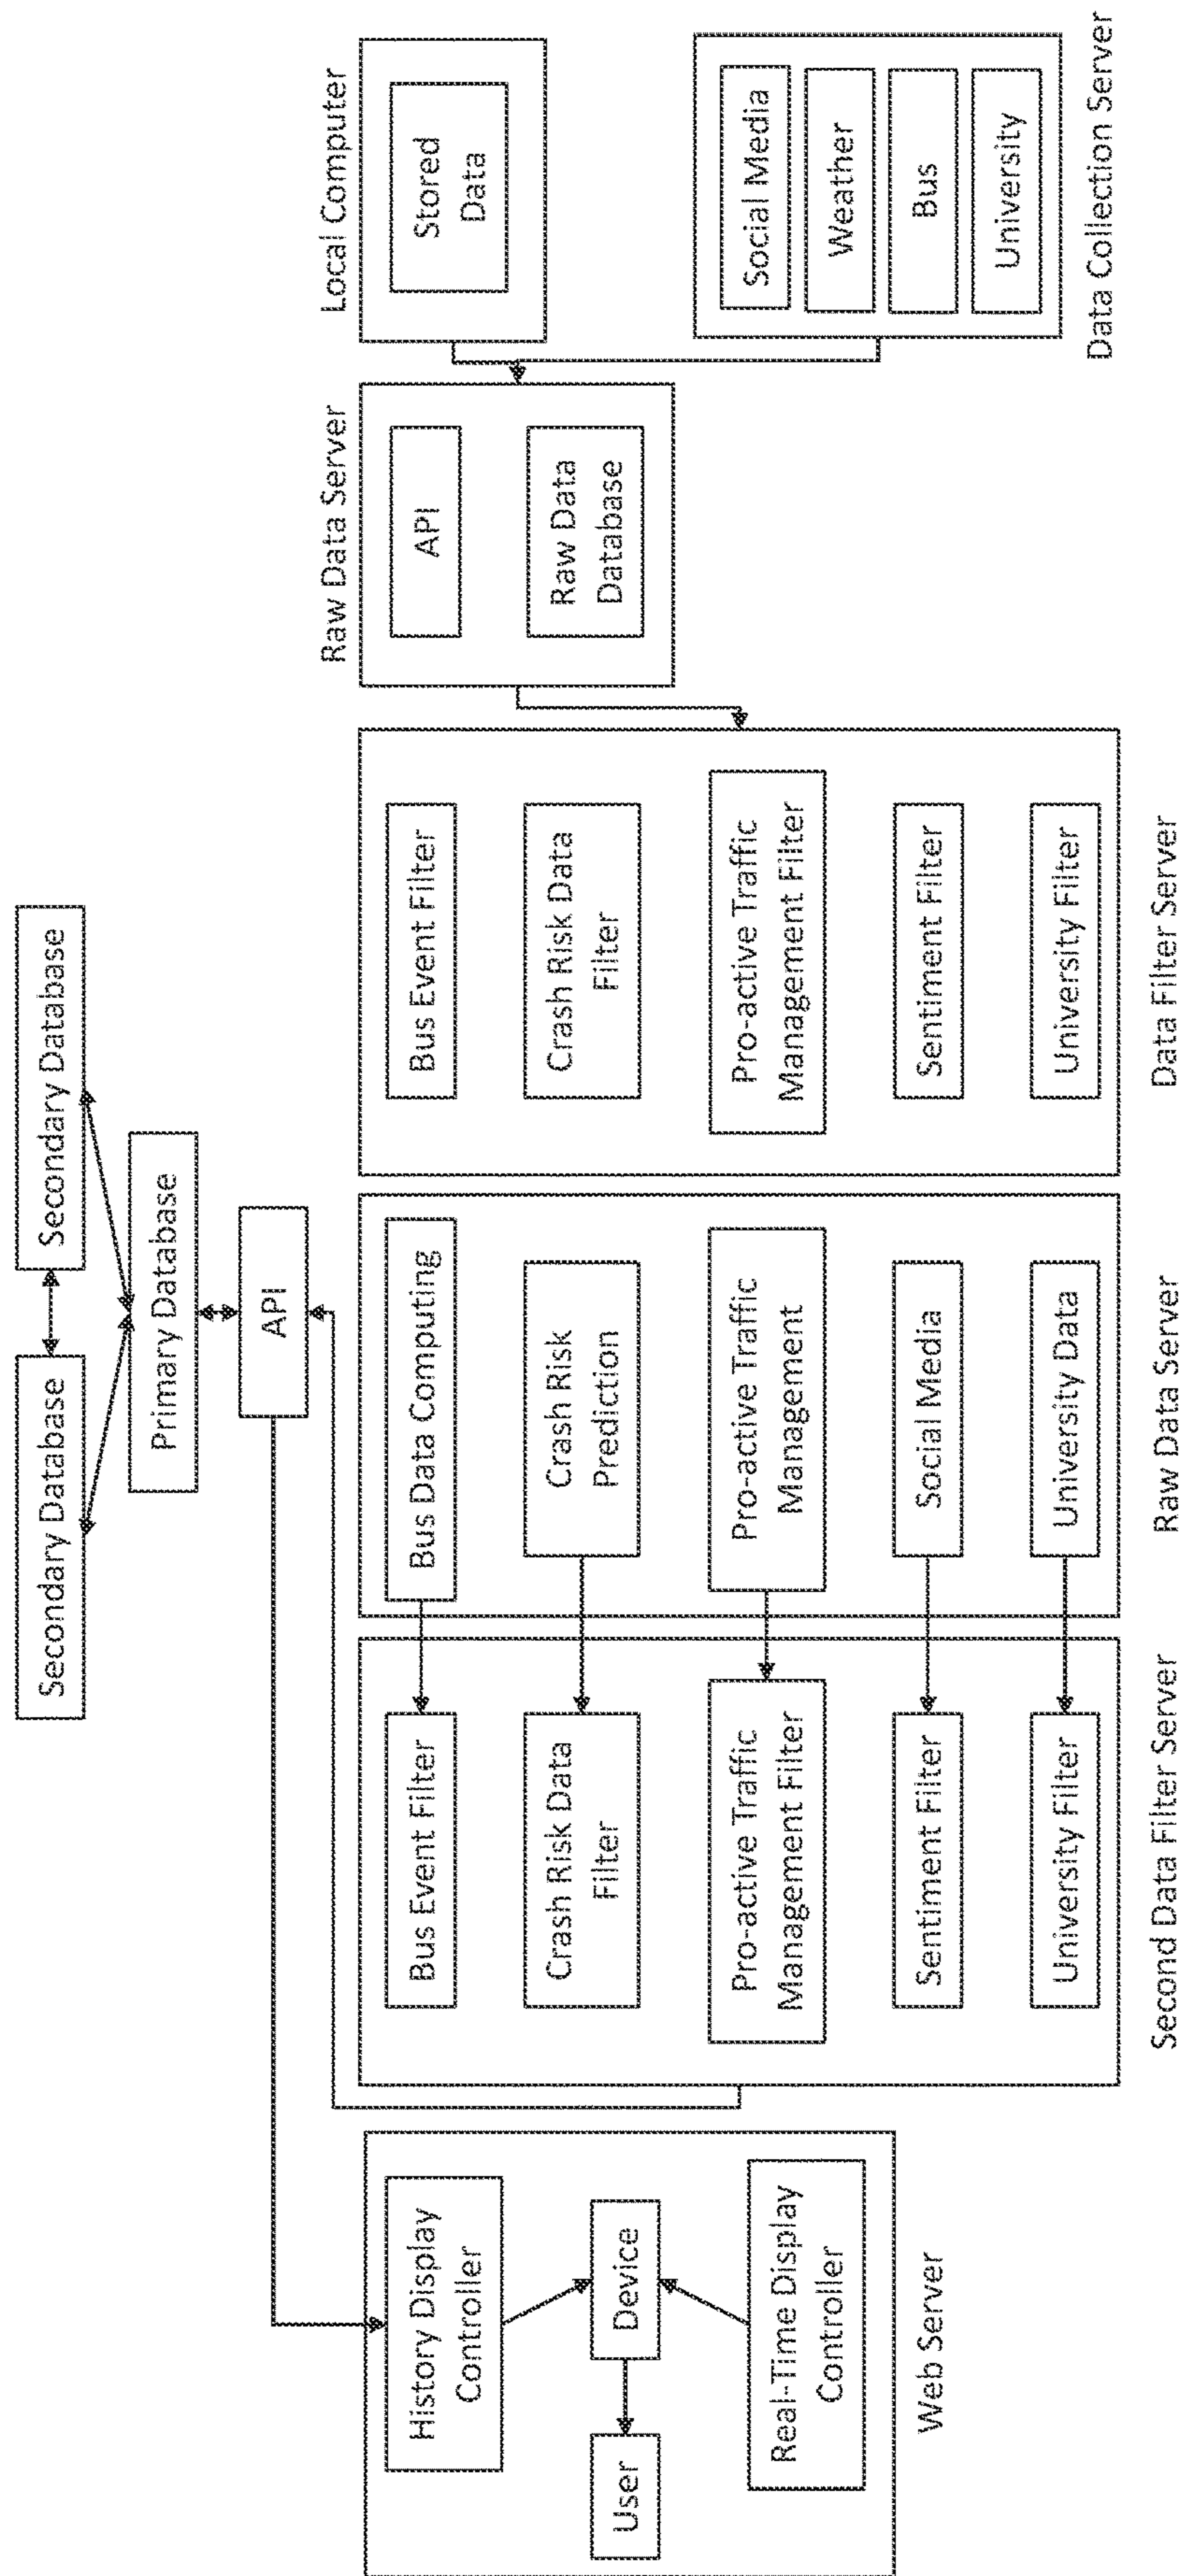 Secondary Database
Secondary Database
Primary Database
API
Web Server
History Display
Controller
User
Device
Real-Time Display
Controller
Second Data Filter Server
Bus Event Filter
Crash Risk Data
Filter
Pro-active Traffic
Management Filter
Sentiment Filter
University Filter
Raw Data Server
Bus Data Computing
Crash Risk
Prediction
Pro-active Traffic
Management
Social Media
University Data
Data Filter Server
Bus Event Filter
Crash Risk Data
Filter
Pro-active Traffic
Management Filter
Sentiment Filter
University Filter
Raw Data Server
API
Raw Data
Database
Local Computer
Stored
Data
Social Media
Weather
Bus
University
Data Collection Server